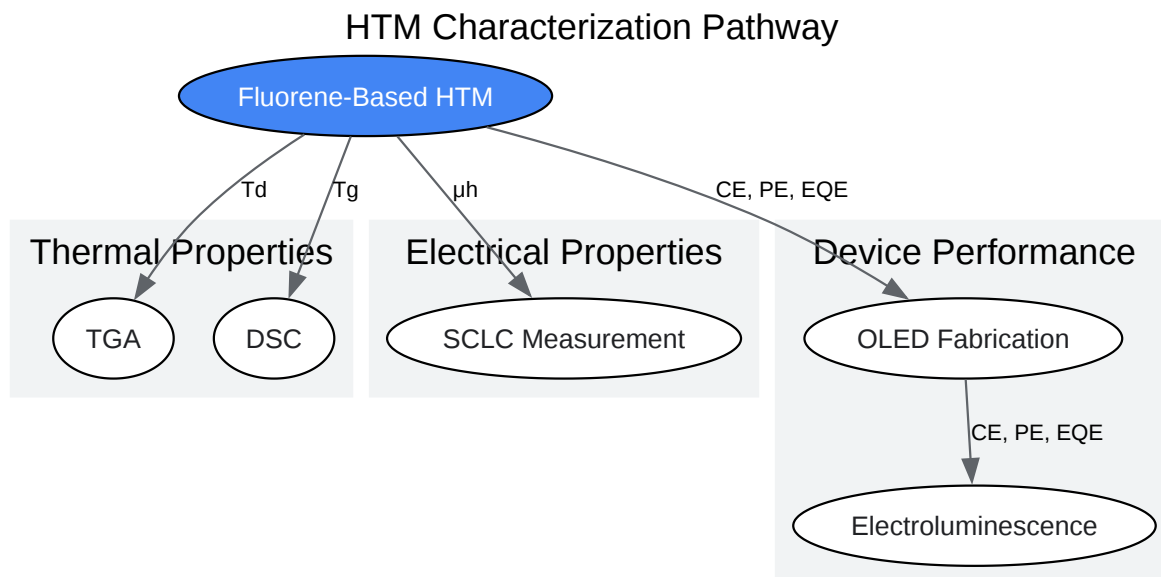 HTM Characterization Pathway
Fluorene-Based HTM
Td
Tg
μh
CE, PE, EQE
Thermal Properties
Electrical Properties
Device Performance
TGA
DSC
SCLC Measurement
OLED Fabrication
CE, PE, EQE
Electroluminescence